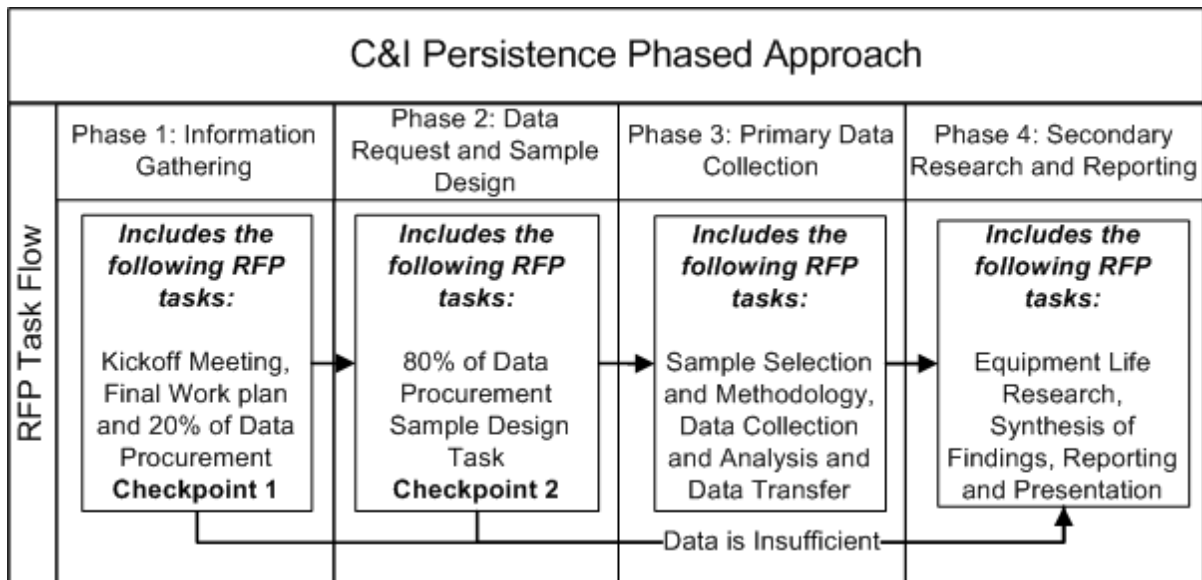 C&I Persistence Phased Approach
RFP Task Flow
Phase 1: Information
Gathering
Phase 2: Data
Request and Sample
Design
Phase 3: Primary Data
Collection
Phase 4: Secondary
Research and Reporting
Includes the
following RFP
tasks:
Kickoff Meeting,
Final Work plan
and 20% of Data
Procurement
Checkpoint 1
Includes the
following RFP
tasks:
80% of Data
Procurement
Sample Design
Task
Checkpoint 2
Includes the
following RFP
tasks:
Sample Selection
and Methodology,
Data Collection
and Analysis and
Data Transfer
Includes the
following RFP
tasks:
Equipment Life
Research,
Synthesis of
Findings, Reporting
and Presentation
Data is Insufficient